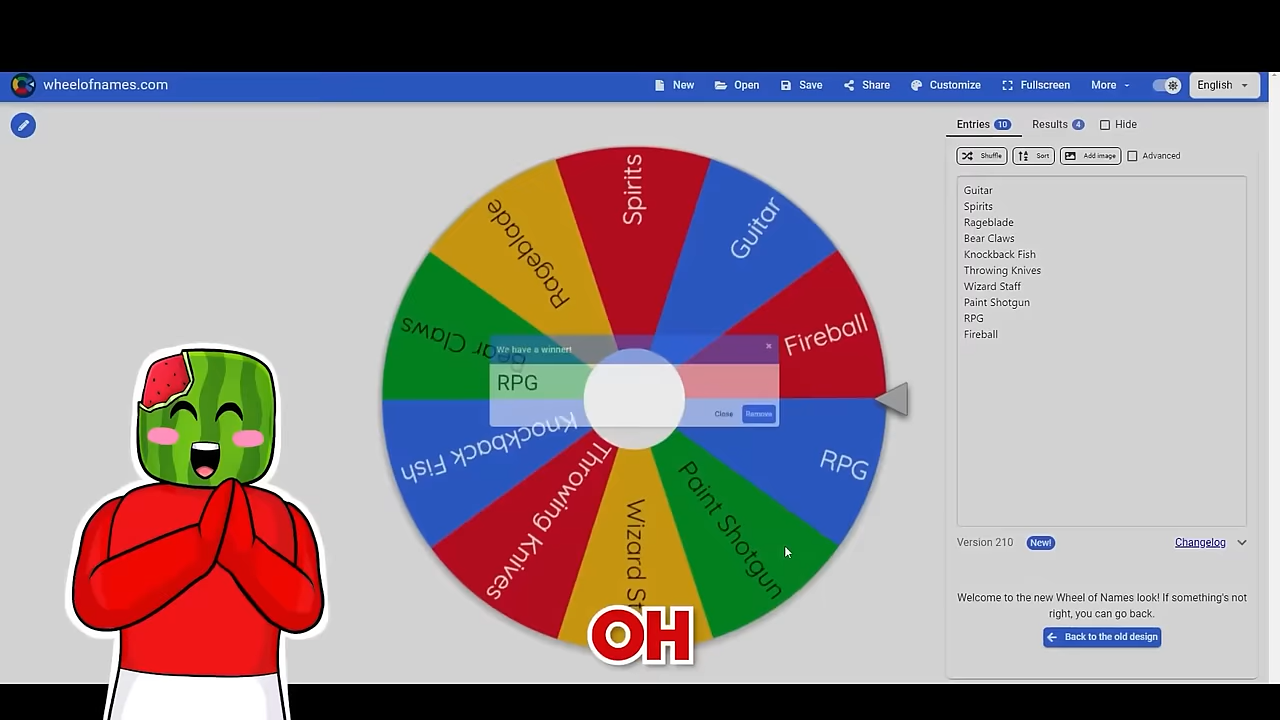 wheelofnames.com
New
Open
Save
Share
Customize
Fullscreen
More
English
Entries 10
Results 4
Hide
Shuffle
Sort
Add image
Advanced
Guitar
Spirits
Rageblade
Bear Claws
Knockback Fish
Throwing Knives
Wizard Staff
Paint Shotgun
RPG
Fireball
Spirits
Guitar
Fireball
RPG
Paint Shotgun
Wizard St
Throwing Knives
Knockback Fish
Bear Claws
Rageblade
We have a winner!
RPG
Close
Remove
OH
Version 210
New!
Changelog
Welcome to the new Wheel of Names look! If something's not
right, you can go back.
Back to the old design